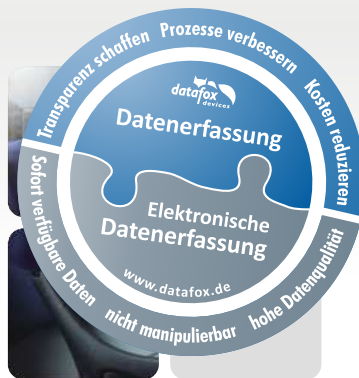 Transparenz schaffen Prozesse verbessern Kosten reduzieren
datafox
devices
Datenerfassung
Elektronische
Datenerfassung
www.datafox.de
Sofort verfügbare Daten nicht manipulierbar hohe Datenqualität